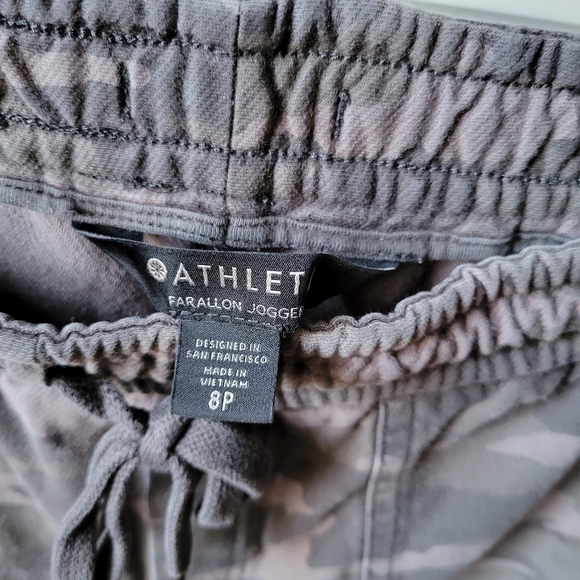 ATHLET
FARALLON JOGGER
DESIGNED IN
SAN FRANCISCO
MADE IN
VIETNAM
8P